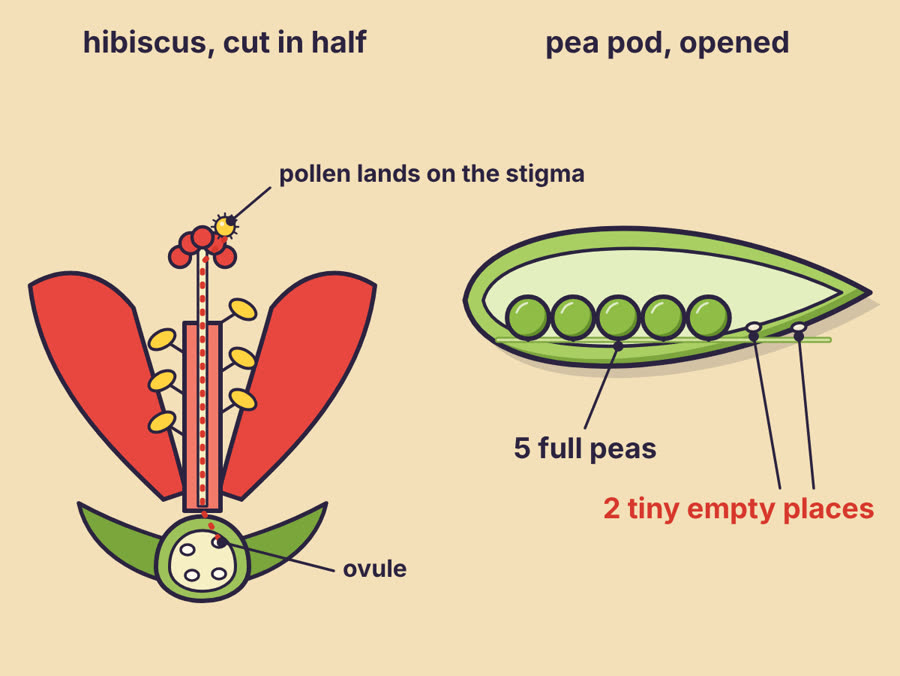 hibiscus, cut in half
pea pod, opened
pollen lands on the stigma
5 full peas
2 tiny empty places
ovule